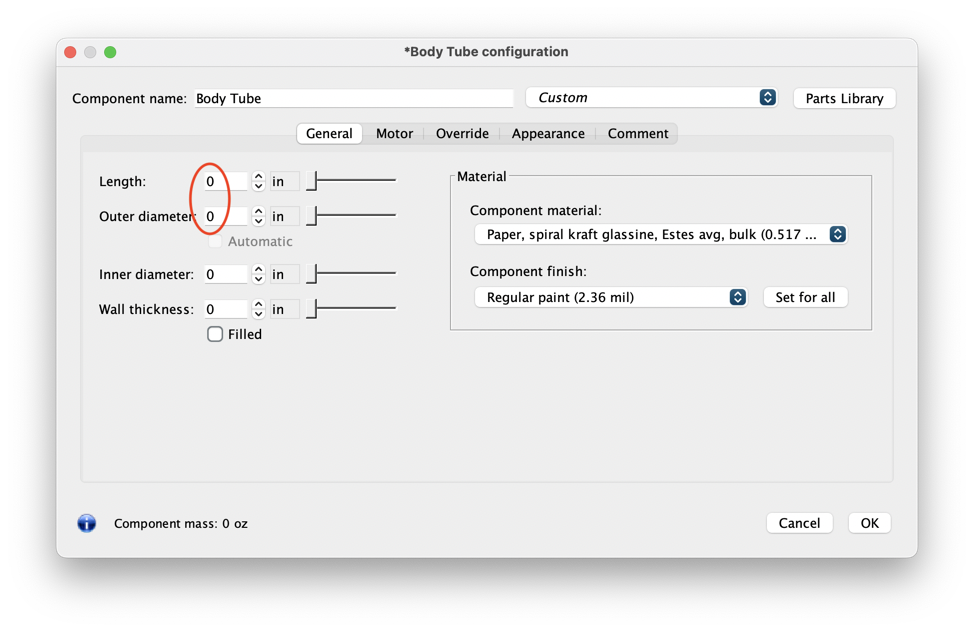 *Body Tube configuration
Component name: Body Tube Custom Parts Library
General Motor Override Appearance Comment
Length: 0 in
Outer diameter: 0 in
Automatic
Inner diameter: 0 in
Wall thickness: 0 in
Filled
Material
Component material:
Paper, spiral kraft glassine, Estes avg, bulk (0.517 ...
Component finish:
Regular paint (2.36 mil) Set for all
Component mass: 0 oz Cancel OK